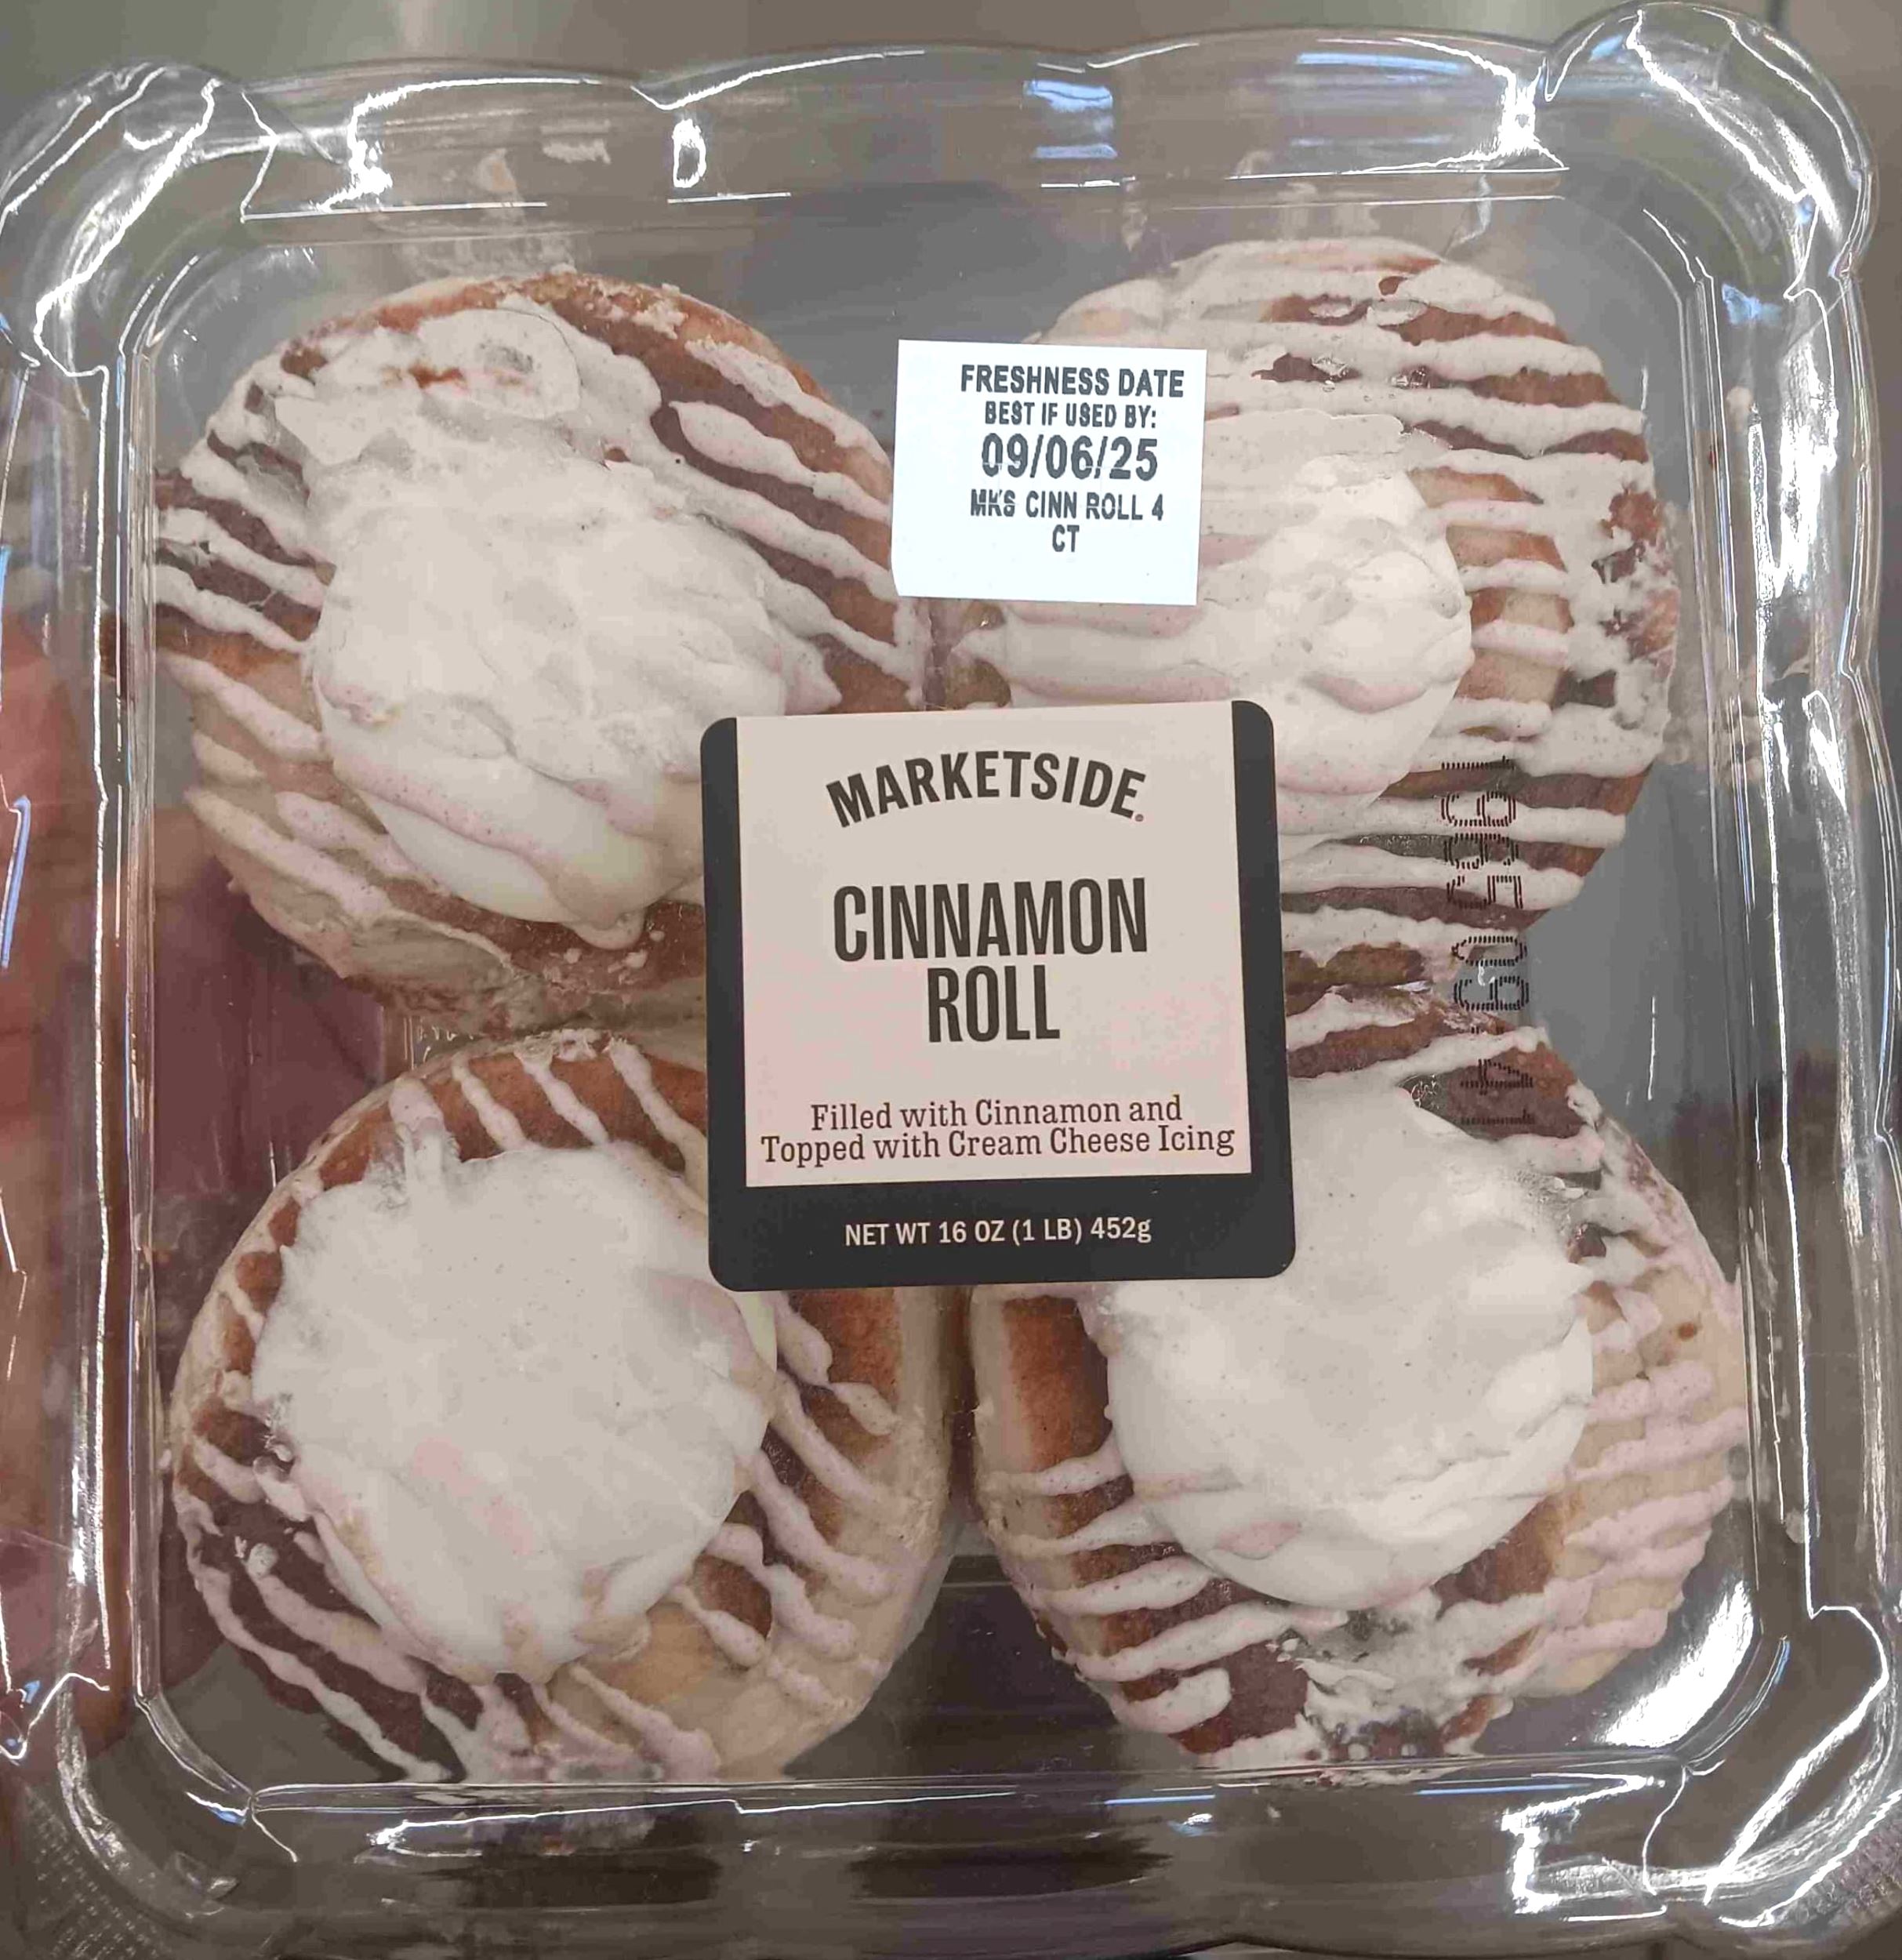 FRESHNESS DATE
BEST IF USED BY:
09/06/25
MKS CINN ROLL 4
CT
MARKETSIDE.
CINNAMON
ROLL
Filled with Cinnamon and
Topped with Cream Cheese Icing
NET WT 16 OZ (1 LB) 452g